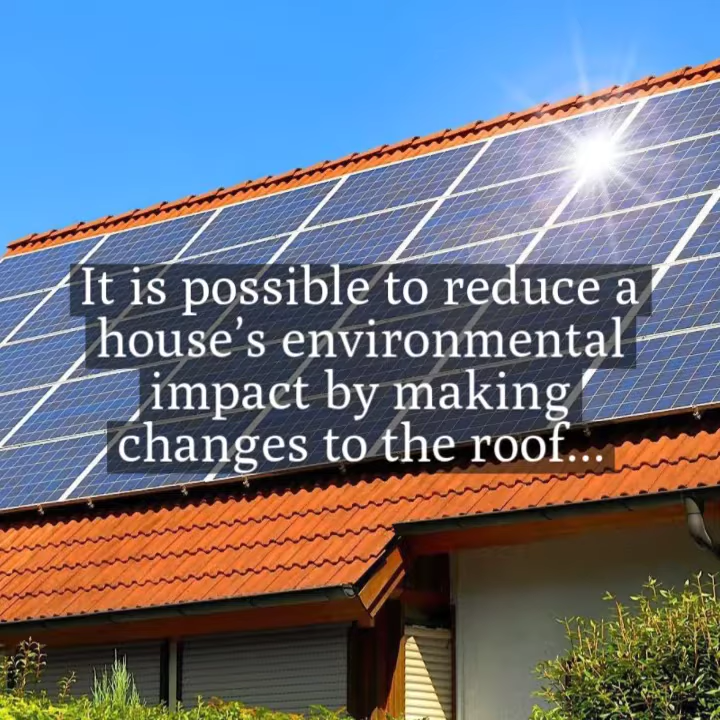 It is possible to reduce a
house’s environmental
impact by making
changes to the roof...